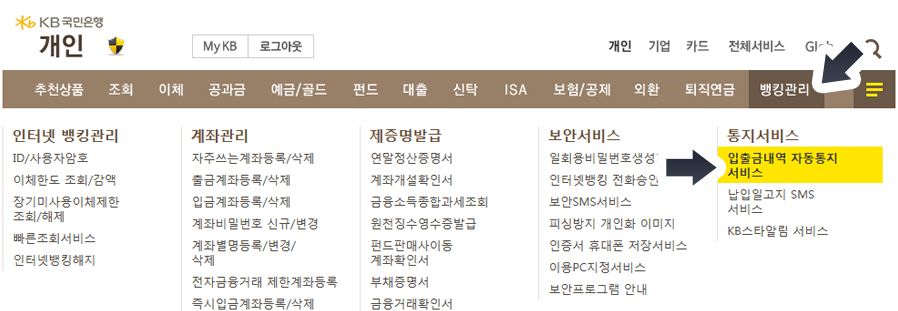 KB 국민은행
개인
My KB
로그아웃
개인 기업 카드 전체서비스
추천상품 조회 이체 공과금 예금/골드 펀드 대출 신탁 ISA 보험/공제 외환 퇴직연금 뱅킹관리
인터넷 뱅킹관리
ID/사용자암호
이체한도 조회/감액
장기미사용이체제한
조회/해제
빠른조회서비스
인터넷뱅킹해지
계좌관리
자주쓰는계좌등록/삭제
출금계좌등록/삭제
입금계좌등록/삭제
계좌비밀번호 신규/변경
계좌별명등록/변경/
삭제
전자금융거래 제한계좌등록
즉시입금계좌등록/삭제
제증명발급
연말정산증명서
계좌개설확인서
금융소득종합과세조회
원천징수영수증발급
펀드판매사이동
계좌확인서
부채증명서
금융거래확인서
보안서비스
일회용비밀번호생성
인터넷뱅킹 전화승인
보안SMS서비스
피싱방지 개인화 이미지
인증서 휴대폰 저장서비스
이용PC지정서비스
보안프로그램 안내
통지서비스
입출금내역 자동통지
서비스
납입일고지 SMS
서비스
KB스타알림 서비스